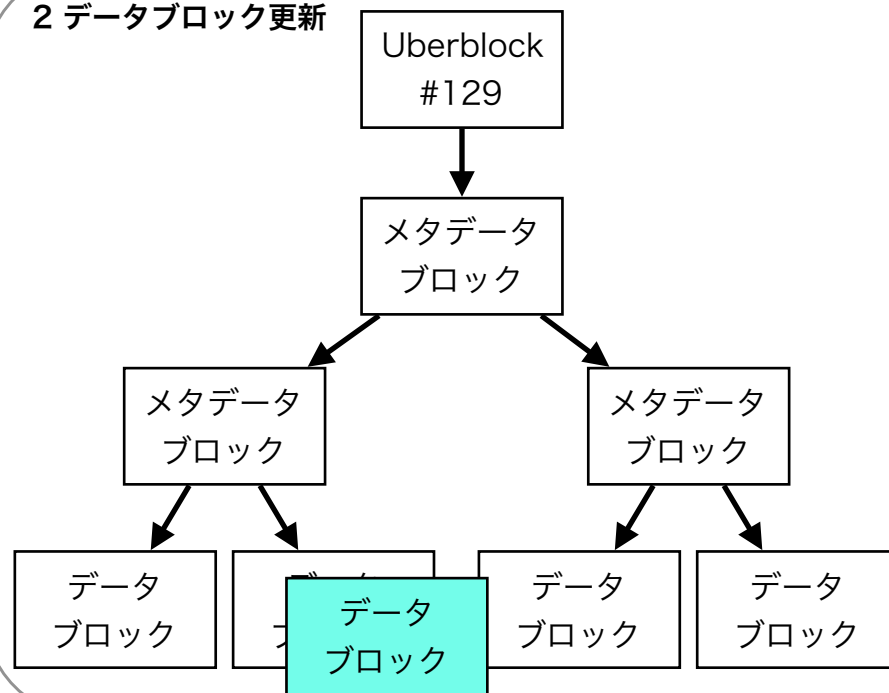 2 データブロック更新
Uberblock
#129
メタデータ
ブロック
メタデータ
ブロック
メタデータ
ブロック
データ
ブロック
データ
ブロック
データ
ブロック
データ
ブロック